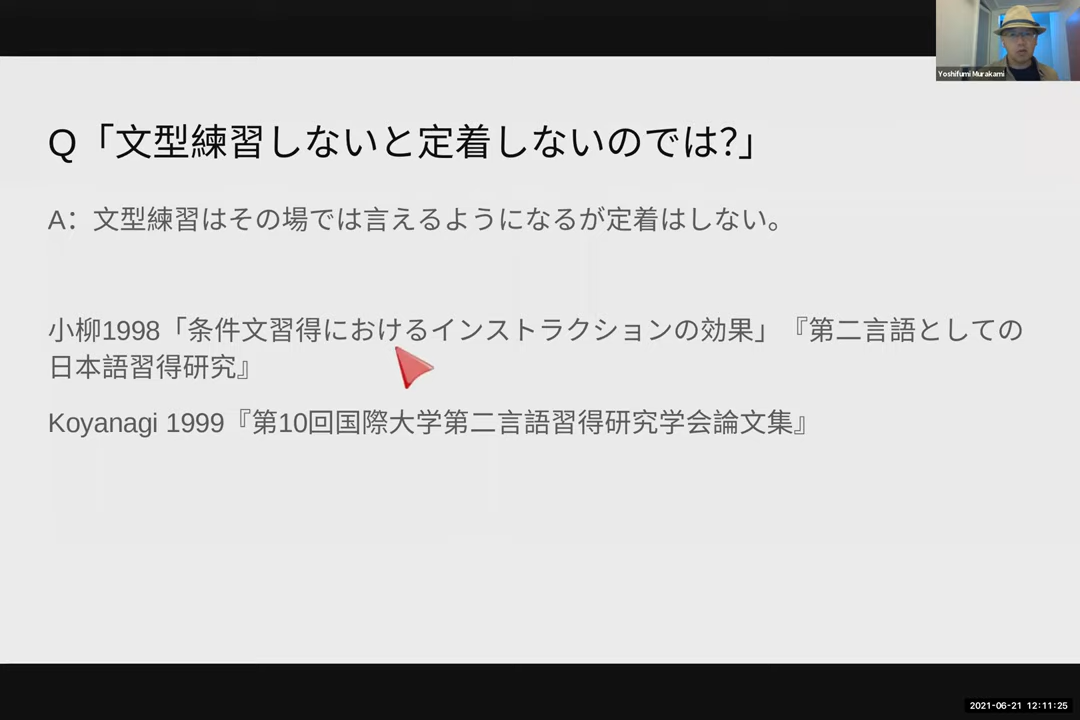 Yoshifumi Murakami
Q「文型練習しないと定着しないのでは?」
A：文型練習はその場では言えるようになるが定着はしない。
小柳1998「条件文習得におけるインストラクションの効果」『第二言語としての
日本語習得研究』
Koyanagi 1999『第10回国際大学第二言語習得研究学会論文集』
2021-06-21 12:11:25